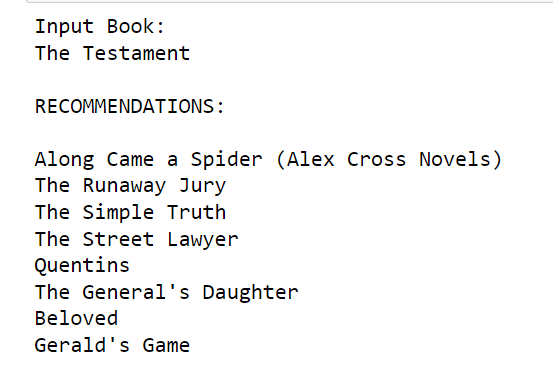 Input Book:
The Testament
RECOMMENDATIONS:
Along Came a Spider (Alex Cross Novels)
The Runaway Jury
The Simple Truth
The Street Lawyer
Quentins
The General's Daughter
Beloved
Gerald's Game